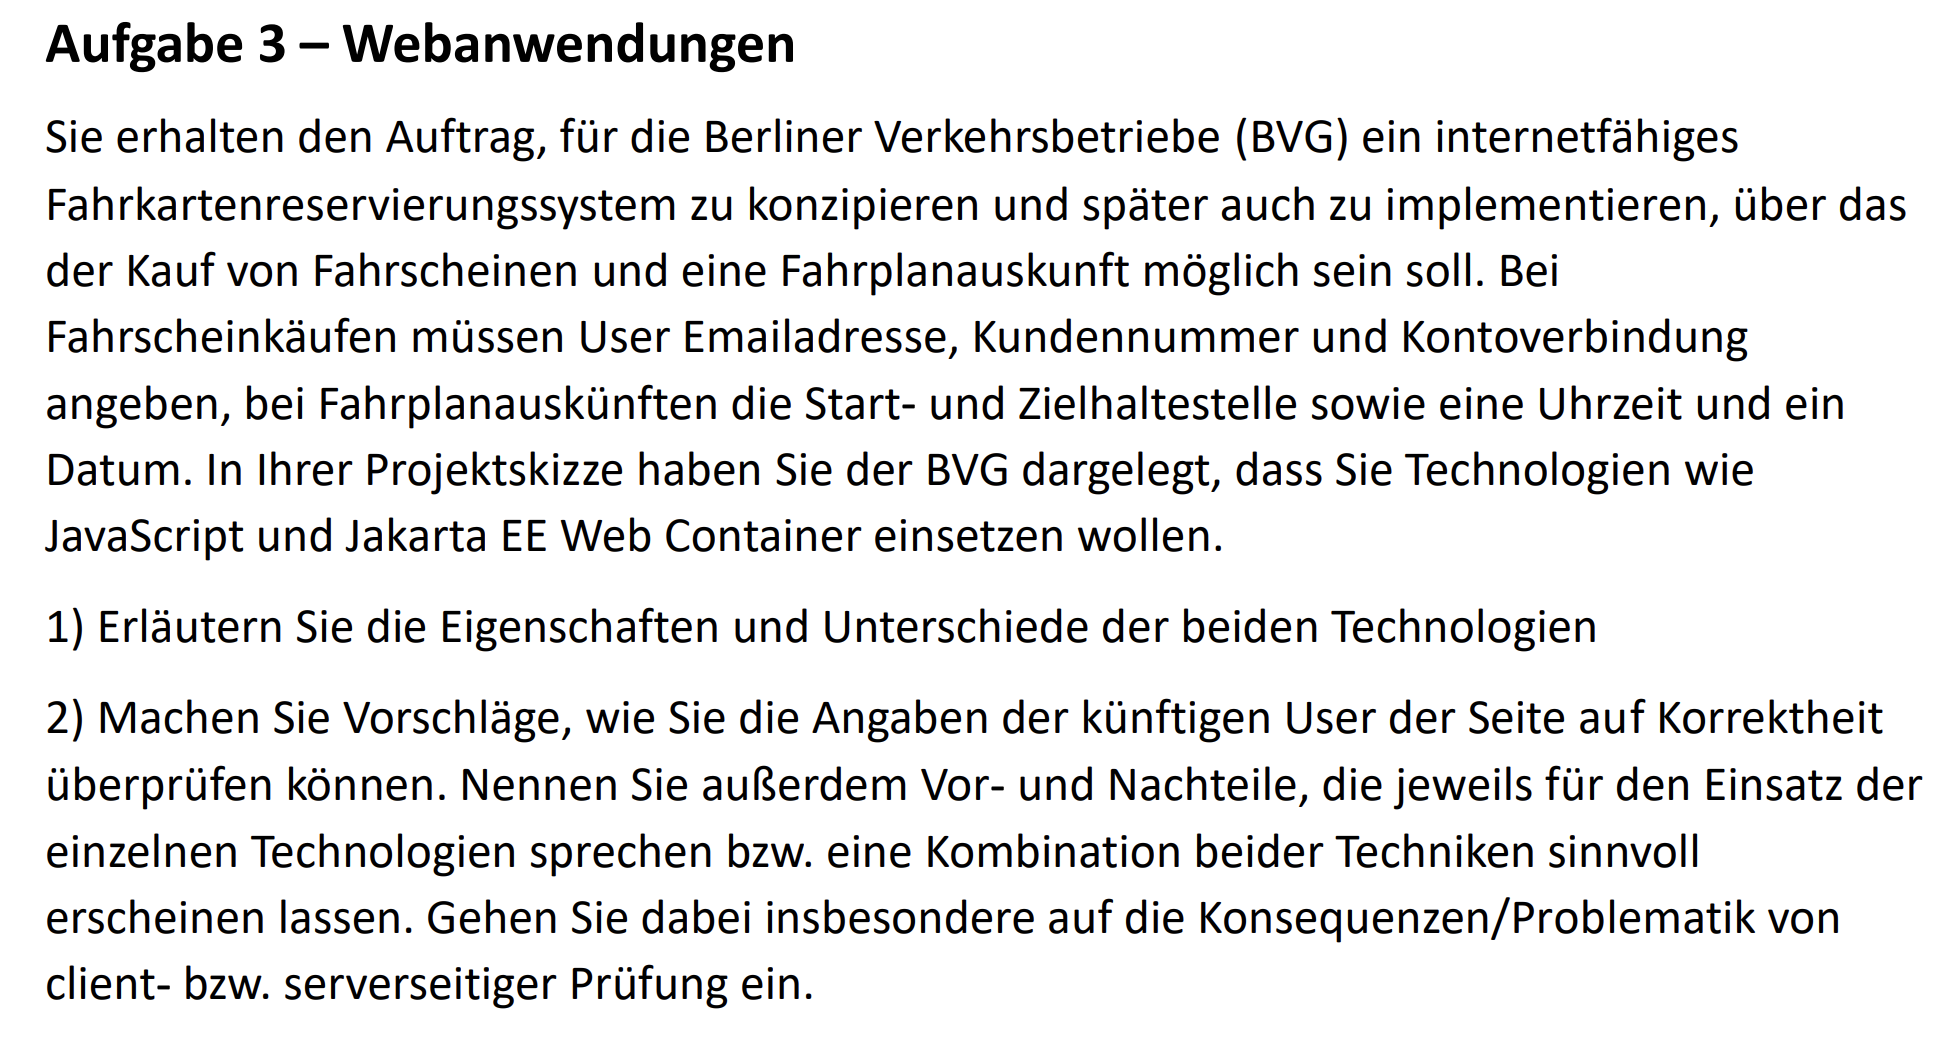 Aufgabe 3 – Webanwendungen
Sie erhalten den Auftrag, für die Berliner Verkehrsbetriebe (BVG) ein internetfähiges
Fahrkartenreservierungssystem zu konzipieren und später auch zu implementieren, über das
der Kauf von Fahrscheinen und eine Fahrplanauskunft möglich sein soll. Bei
Fahrscheinkäufen müssen User Emailadresse, Kundennummer und Kontoverbindung
angeben, bei Fahrplanauskünften die Start- und Zielhaltestelle sowie eine Uhrzeit und ein
Datum. In Ihrer Projektskizze haben Sie der BVG dargelegt, dass Sie Technologien wie
JavaScript und Jakarta EE Web Container einsetzen wollen.
1) Erläutern Sie die Eigenschaften und Unterschiede der beiden Technologien
2) Machen Sie Vorschläge, wie Sie die Angaben der künftigen User der Seite auf Korrektheit
überprüfen können. Nennen Sie außerdem Vor- und Nachteile, die jeweils für den Einsatz der
einzelnen Technologien sprechen bzw. eine Kombination beider Techniken sinnvoll
erscheinen lassen. Gehen Sie dabei insbesondere auf die Konsequenzen/Problematik von
client- bzw. serverseitiger Prüfung ein.